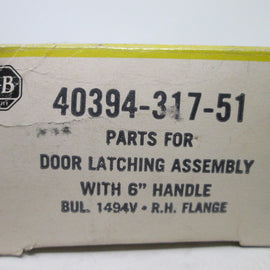 B
40394-317-51
PARTS FOR
DOOR LATCHING ASSEMBLY
WITH 6" HANDLE
BUL. 1494V • R.H. FLANGE